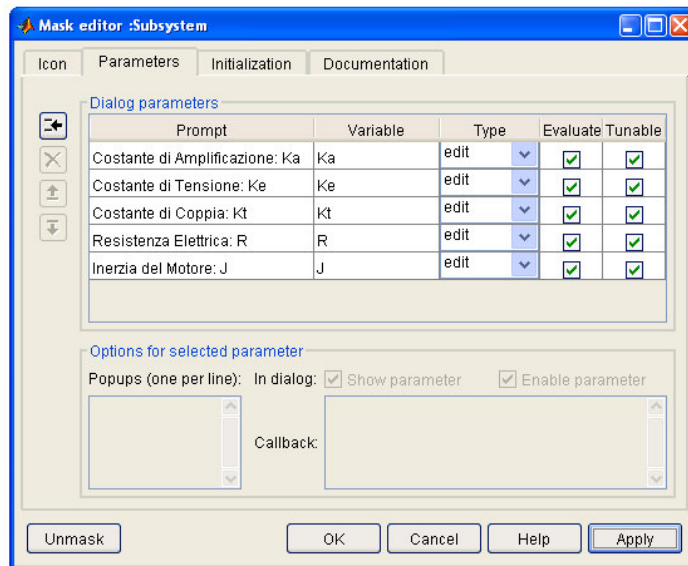 Mask editor :Subsystem
Icon Parameters Initialization Documentation
Dialog parameters
Prompt Variable Type Evaluate Tunable
Costante di Amplificazione: Ka Ka edit
Costante di Tensione: Ke Ke edit
Costante di Coppia: Kt Kt edit
Resistenza Elettrica: R R edit
Inerzia del Motore: J J edit
Options for selected parameter
Popups (one per line): In dialog: Show parameter Enable parameter
Callback:
Unmask OK Cancel Help Apply